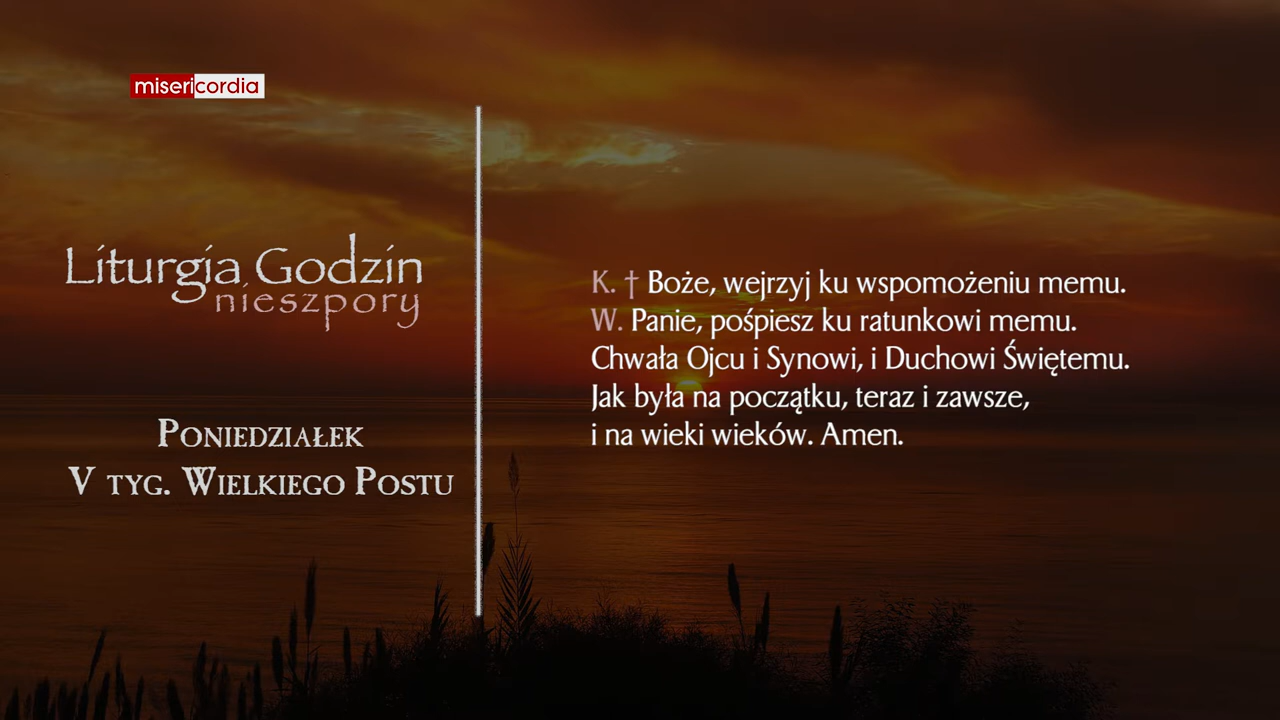 misericordia
Liturgia Godzin
nieszpory
Poniedziałek
V tyg. Wielkiego Postu
K. † Boże, wejrzyj ku wspomożeniu memu.
W. Panie, pośpiesz ku ratunkowi memu.
Chwała Ojcu i Synowi, i Duchowi Świętemu.
Jak była na początku, teraz i zawsze,
i na wieki wieków. Amen.